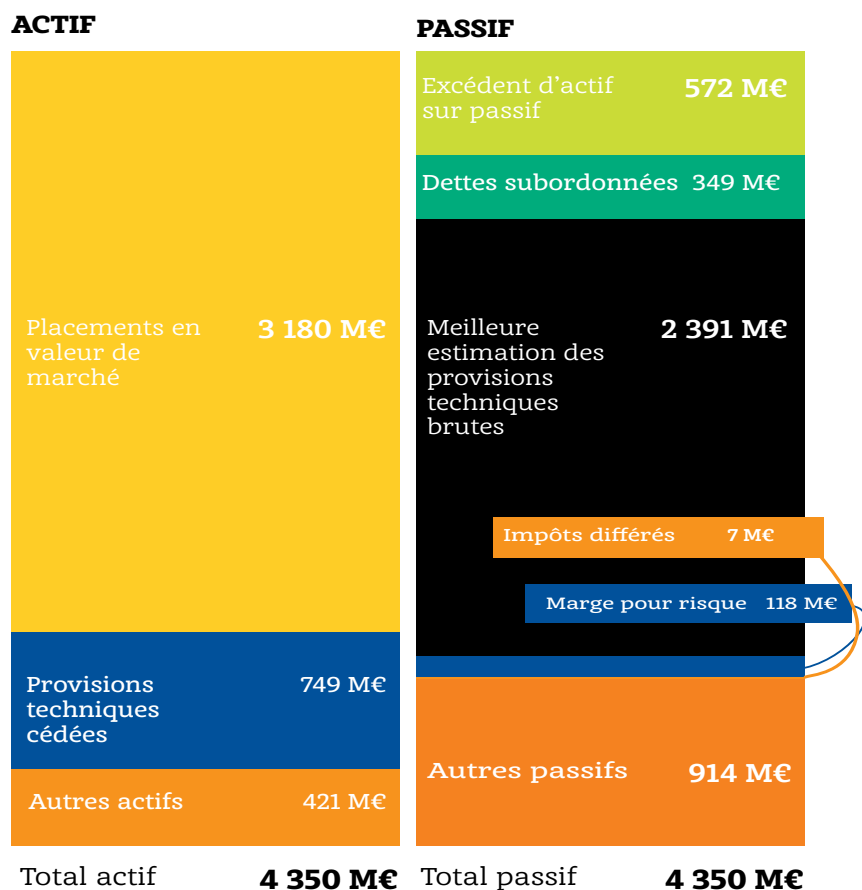 ACTIF
Placements en
valeur de
marché
3 180 M€
Provisions
techniques
cédées
749 M€
Autres actifs 421 M€
Total actif 4 350 M€
PASSIF
Excédent d’actif
sur passif
572 M€
Dettes subordonnées 349 M€
Meilleure
estimation des
provisions
techniques
brutes
2 391 M€
Impôts différés 7 M€
Marge pour risque 118 M€
Autres passifs 914 M€
Total passif 4 350 M€